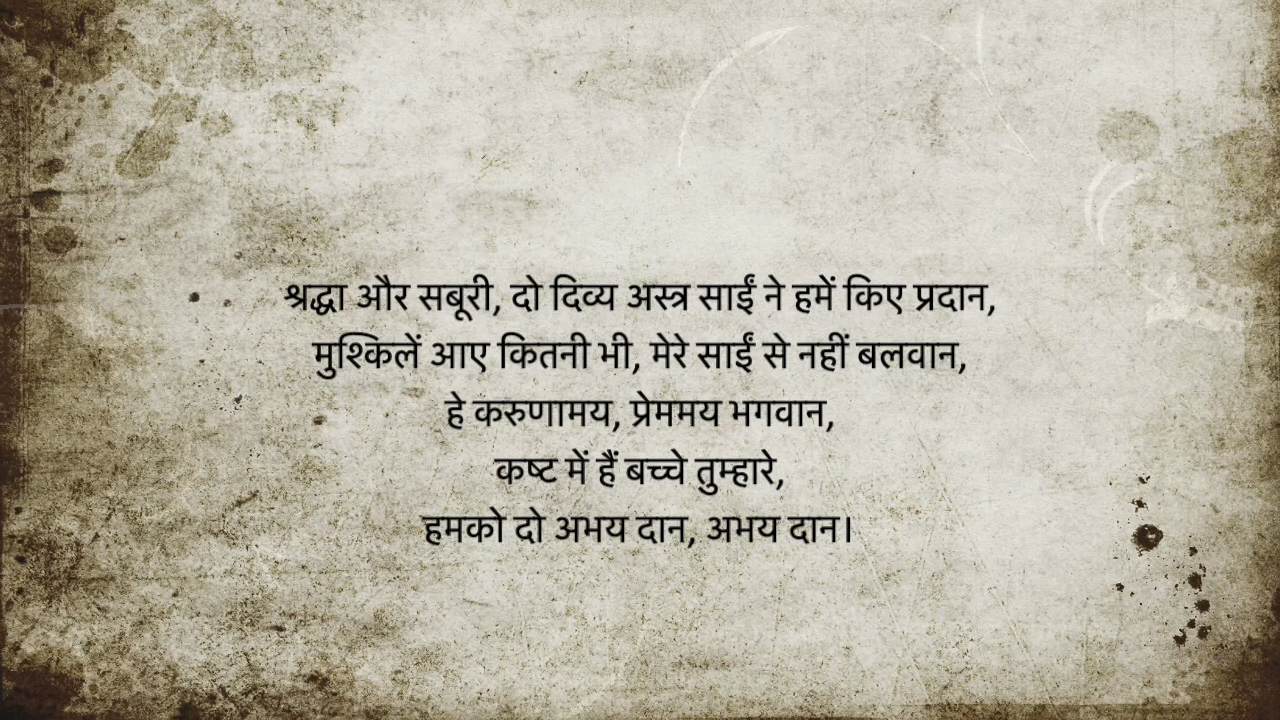 श्रद्धा और सबूरी, दो दिव्य अस्त्र साईं ने हमें किए प्रदान,
मुश्किलें आए कितनी भी, मेरे साईं से नहीं बलवान,
हे करुणामय, प्रेममय भगवान,
कष्ट में हैं बच्चे तुम्हारे,
हमको दो अभय दान, अभय दान।